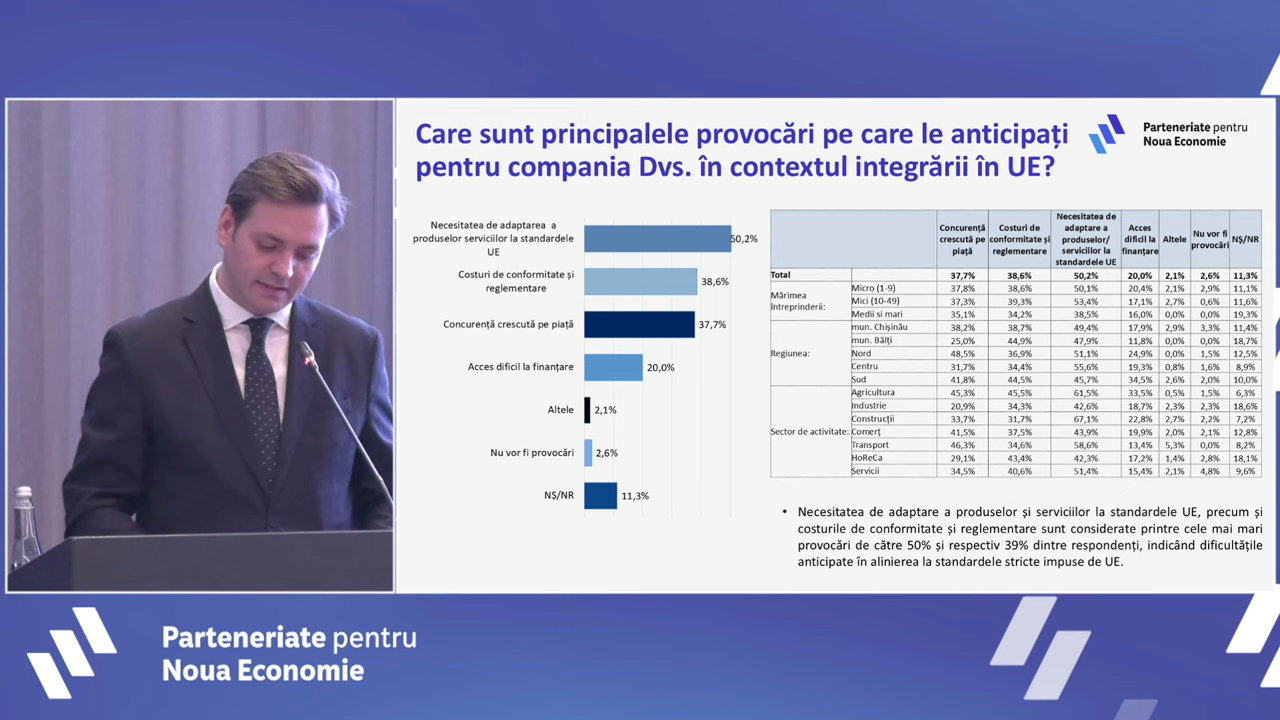 Care sunt principalele provocări pe care le anticipați
pentru compania Dvs. în contextul integrării în UE?
Parteneriate pentru
Noua Economie
Necesitatea de adaptarea a
produselor serviciilor la standardele
UE
50,2%
Costuri de conformitate și
reglementare
38,6%
Concurență crescută pe piață
37,7%
Acces dificil la finanțare
20,0%
Altele
2,1%
Nu vor fi provocări
2,6%
NȘ/NR
11,3%
Concurență crescută pe piață | Costuri de conformitate și reglementare | Necesitatea de adaptare a produselor/ serviciilor la standardele UE | Acces dificil la finanțare | Altele | Nu vor fi provocări | NȘ/NR
Total 37,7% 38,6% 50,2% 20,0% 2,1% 2,6% 11,3%
Mărimea întreprinderii:
Micro (1-9) 37,8% 38,6% 50,1% 20,4% 2,1% 2,9% 11,1%
Mici (10-49) 37,3% 39,3% 53,4% 17,1% 2,7% 0,6% 11,6%
Medii si mari 35,1% 34,2% 38,5% 16,0% 0,0% 0,0% 19,3%
Regiunea:
mun. Chișinău 38,2% 38,7% 49,4% 17,9% 2,9% 3,3% 11,4%
mun. Bălți 25,0% 44,9% 47,9% 11,8% 0,0% 0,0% 18,7%
Nord 48,5% 36,9% 51,1% 24,9% 0,0% 1,5% 12,5%
Centru 31,7% 34,4% 55,6% 19,3% 0,8% 1,6% 8,9%
Sud 41,8% 44,5% 45,7% 34,5% 2,6% 2,0% 10,0%
Sector de activitate:
Agricultura 45,3% 45,5% 61,5% 33,5% 0,5% 1,5% 6,3%
Industrie 20,9% 34,3% 42,6% 18,7% 2,3% 2,3% 18,6%
Construcții 33,7% 31,7% 67,1% 22,8% 2,7% 2,2% 7,2%
Comerț 41,5% 37,5% 43,9% 19,9% 2,0% 2,1% 12,8%
Transport 46,3% 34,6% 58,6% 13,4% 5,3% 0,0% 8,2%
HoReCa 29,1% 43,4% 42,3% 17,2% 1,4% 2,8% 18,1%
Servicii 34,5% 40,6% 51,4% 15,4% 2,1% 4,8% 9,6%
• Necesitatea de adaptare a produselor și serviciilor la standardele UE, precum și
costurile de conformitate și reglementare sunt considerate printre cele mai mari
provocări de către 50% și respectiv 39% dintre respondenți, indicând dificultățile
anticipate în alinierea la standardele stricte impuse de UE.
Parteneriate pentru
Noua Economie